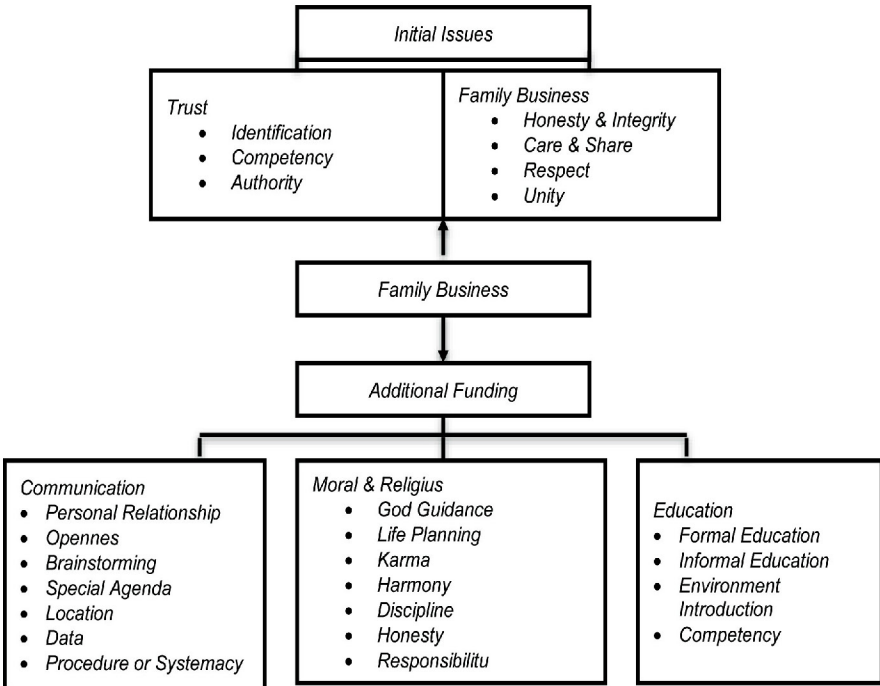 Initial Issues
Trust
• Identification
• Competency
• Authority
Family Business
• Honesty & Integrity
• Care & Share
• Respect
• Unity
Family Business
Additional Funding
Communication
• Personal Relationship
• Opennes
• Brainstorming
• Special Agenda
• Location
• Data
• Procedure or Systemacy
Moral & Religius
• God Guidance
• Life Planning
• Karma
• Harmony
• Discipline
• Honesty
• Responsibilitu
Education
• Formal Education
• Informal Education
• Environment
Introduction
• Competency